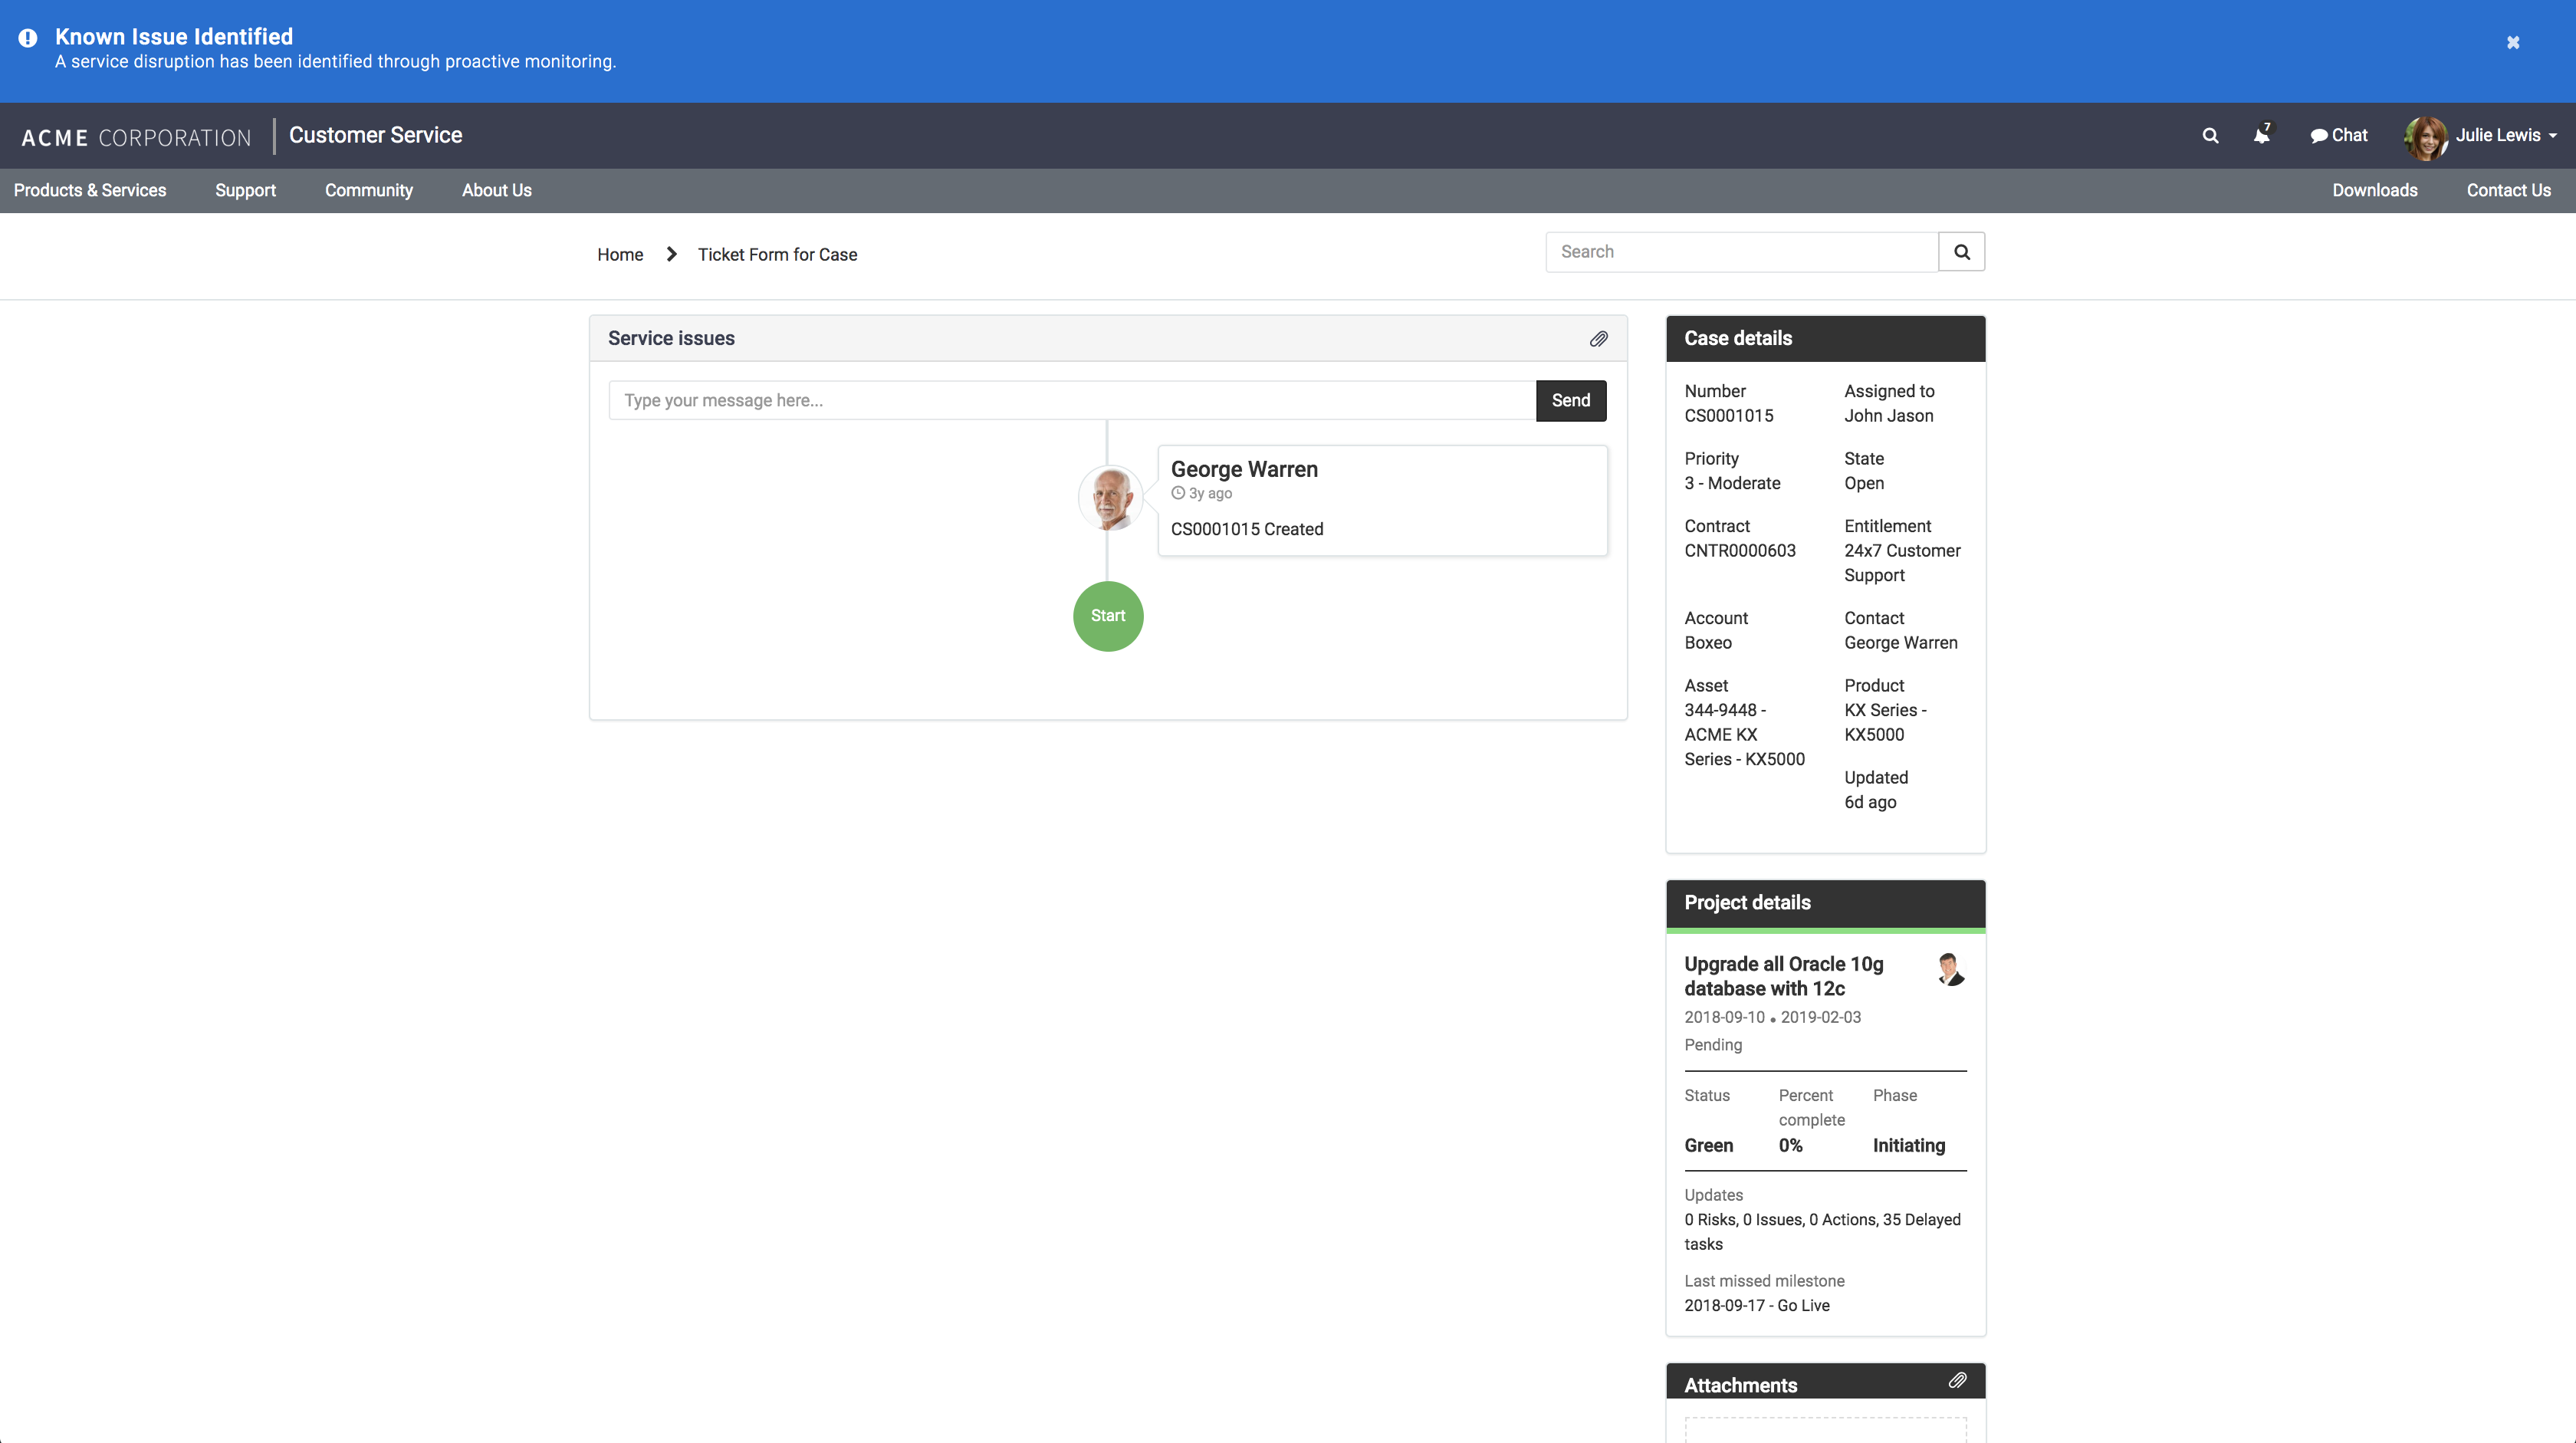 Known Issue Identified
A service disruption has been identified through proactive monitoring.
ACME CORPORATION
Customer Service
7
Chat
Julie Lewis
Products & Services
Support
Community
About Us
Downloads
Contact Us
Home
Ticket Form for Case
Search
Service issues
Type your message here...
Send
George Warren
3y ago
CS0001015 Created
Start
Case details
Number
CS0001015
Assigned to
John Jason
Priority
3 - Moderate
State
Open
Contract
CNTR0000603
Entitlement
24x7 Customer
Support
Account
Boxeo
Contact
George Warren
Asset
344-9448 -
ACME KX
Series - KX5000
Product
KX Series -
KX5000
Updated
6d ago
Project details
Upgrade all Oracle 10g
database with 12c
2018-09-10 • 2019-02-03
Pending
Status
Green
Percent
complete
0%
Phase
Initiating
Updates
0 Risks, 0 Issues, 0 Actions, 35 Delayed
tasks
Last missed milestone
2018-09-17 - Go Live
Attachments